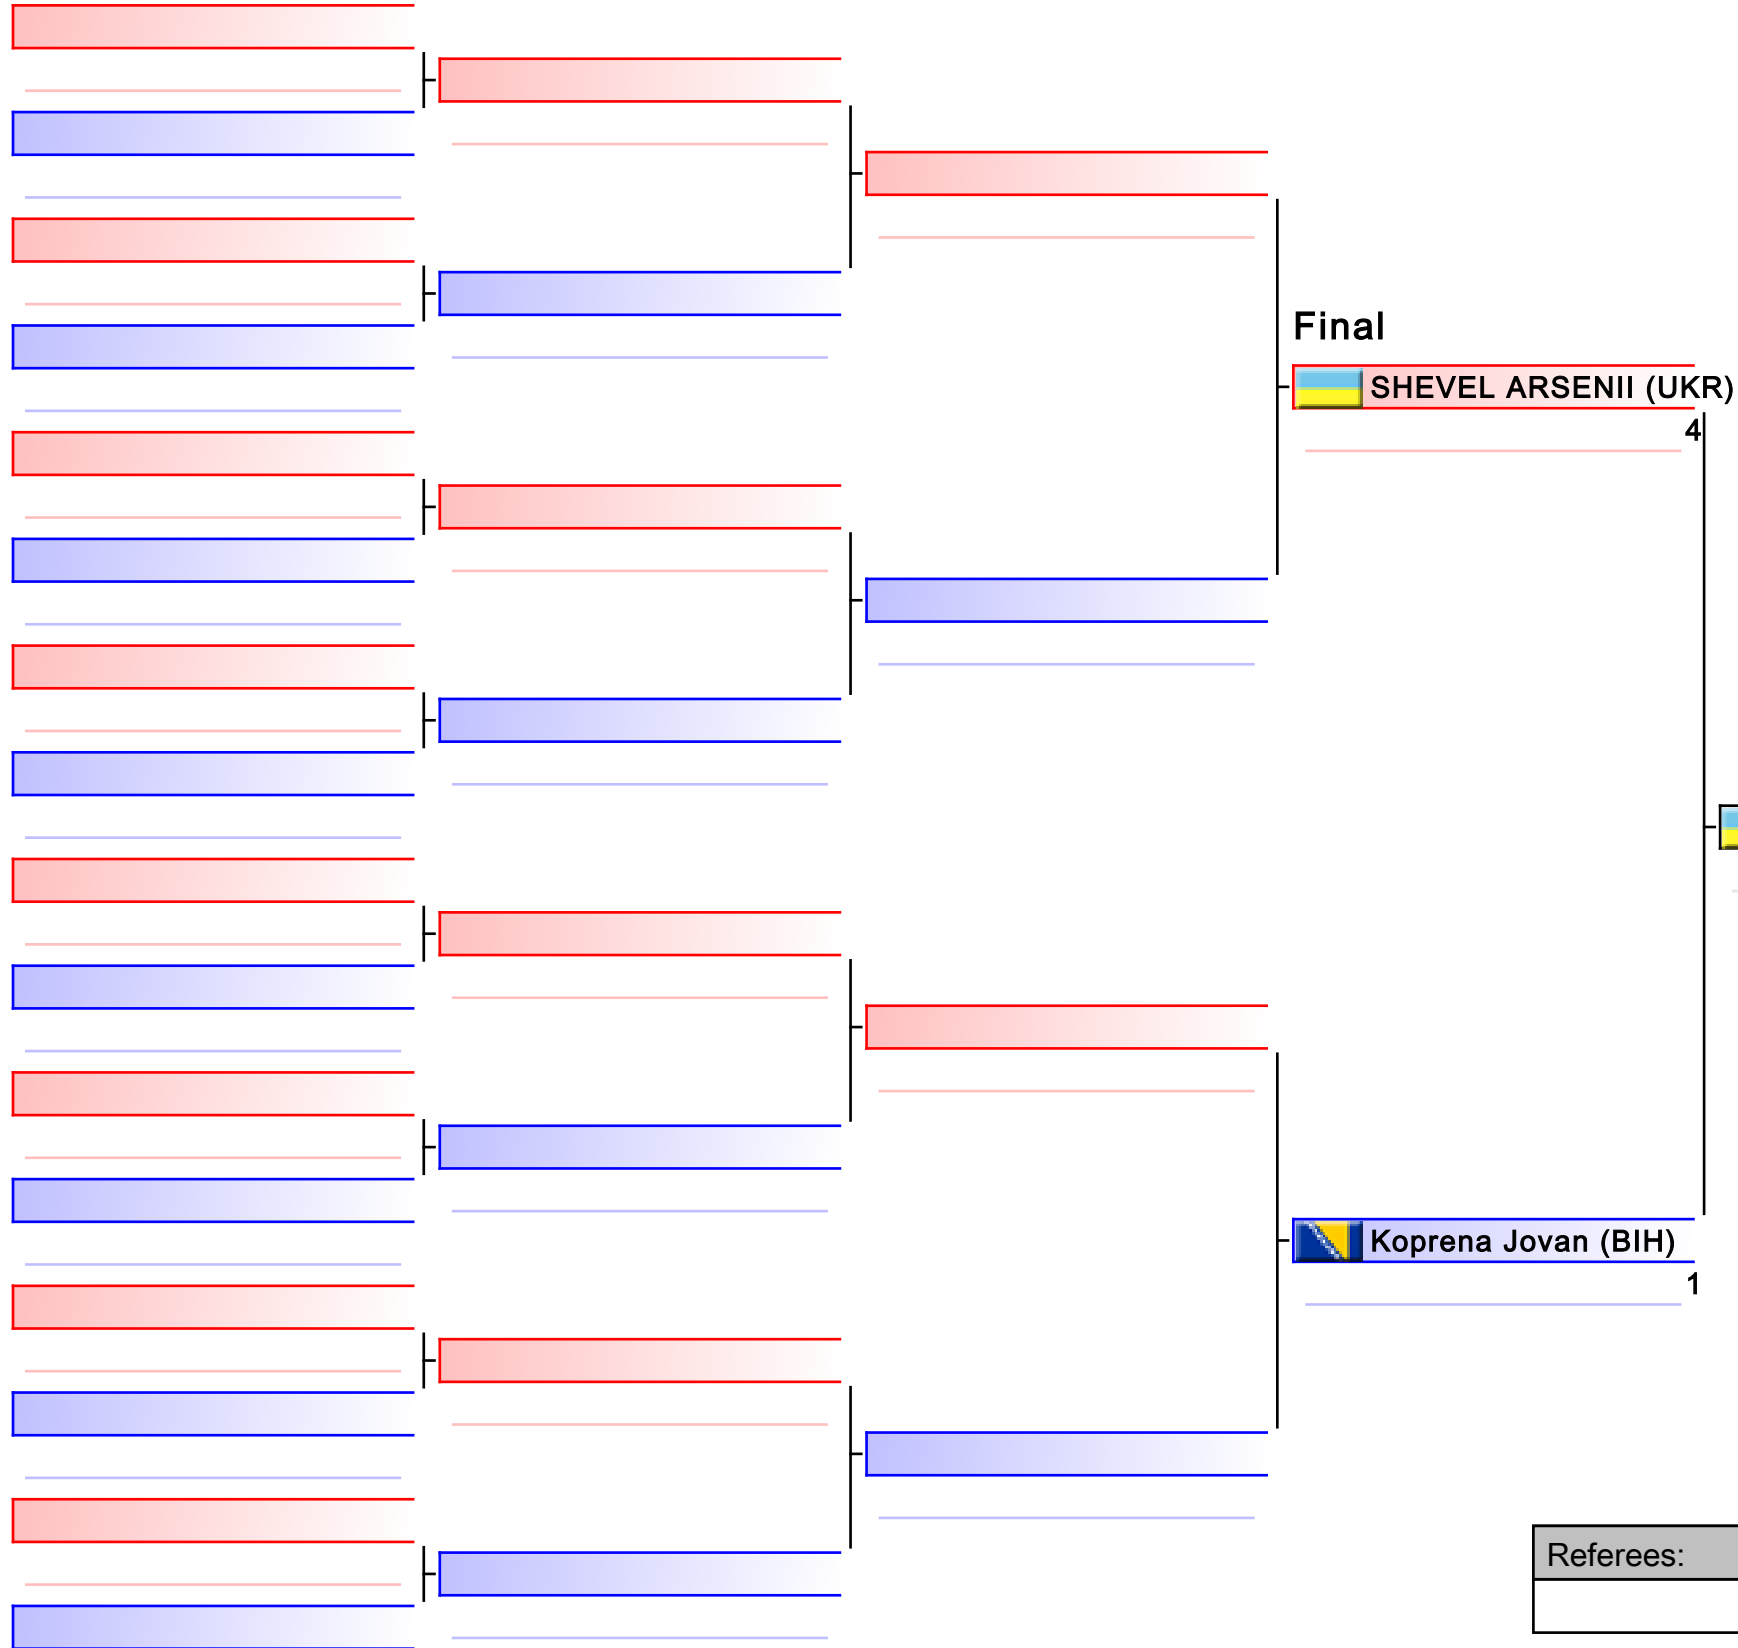 Final
SHEVEL ARSENII (UKR)
4
Koprena Jovan (BIH)
1
Referees: